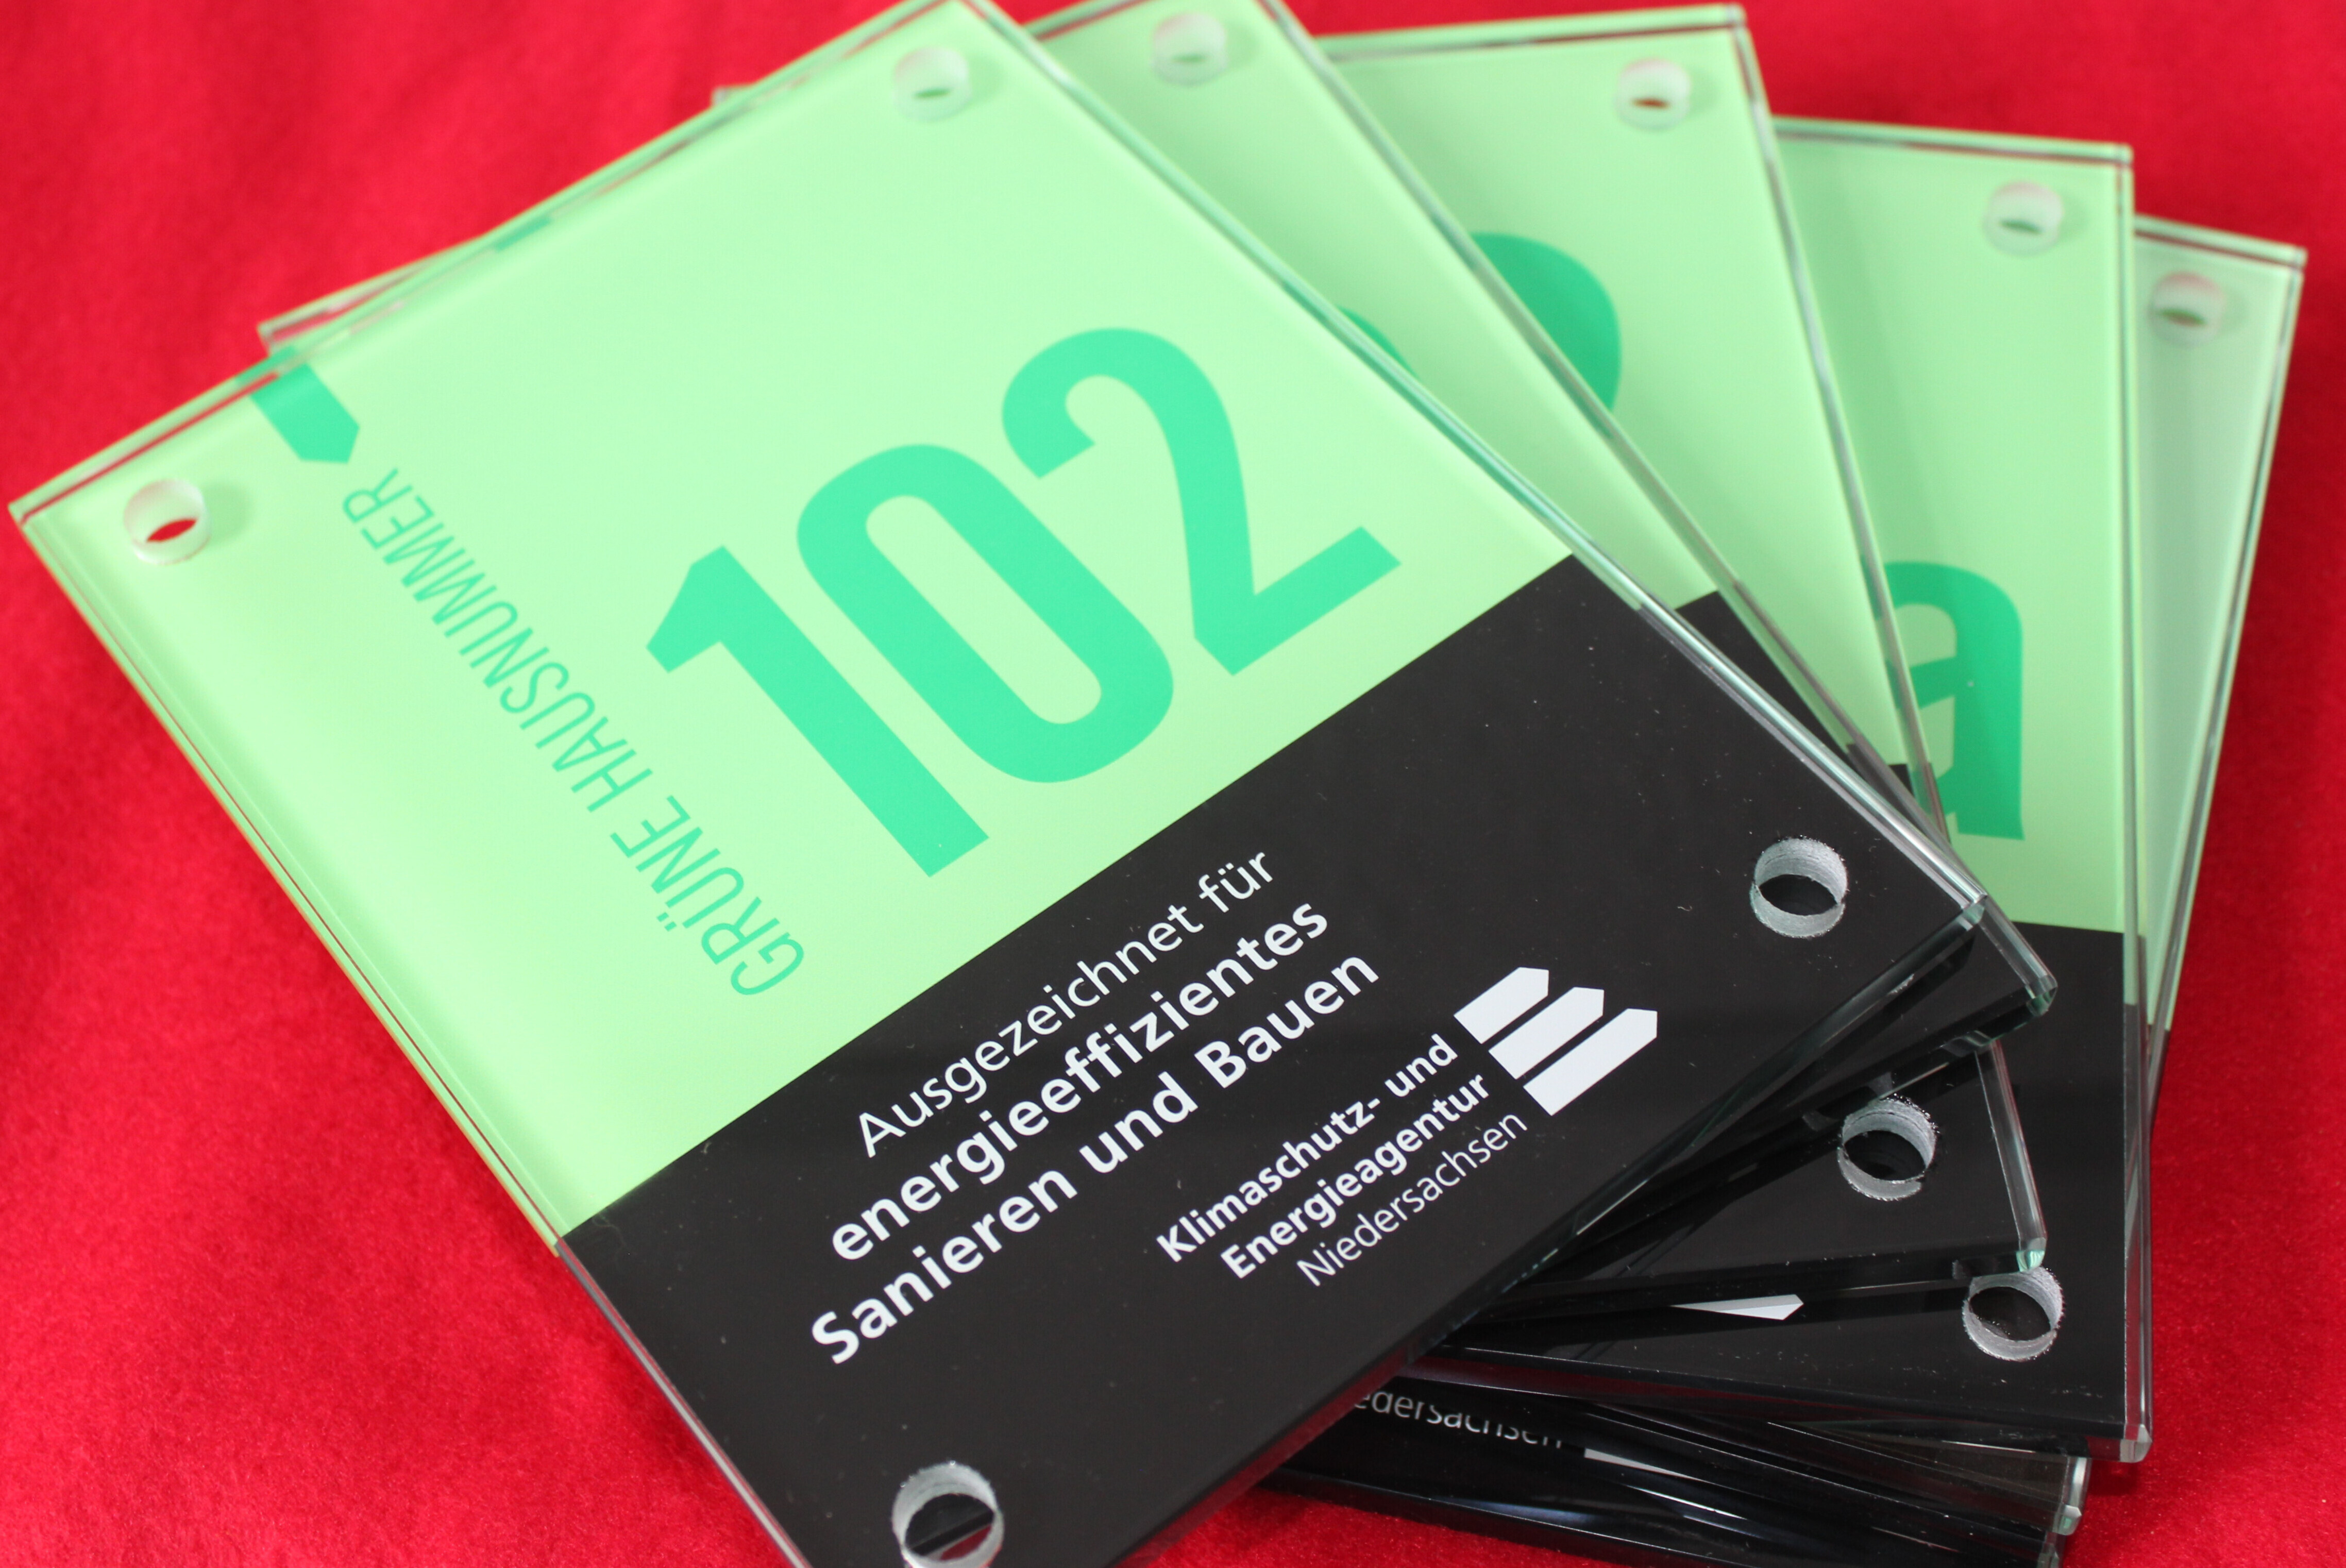 GRÜNE HAUSNUMMER
102
Ausgezeichnet für
energieeffizientes
Sanieren und Bauen
Klimaschutz- und
Energieagentur
Niedersachsen
a
edersachsen